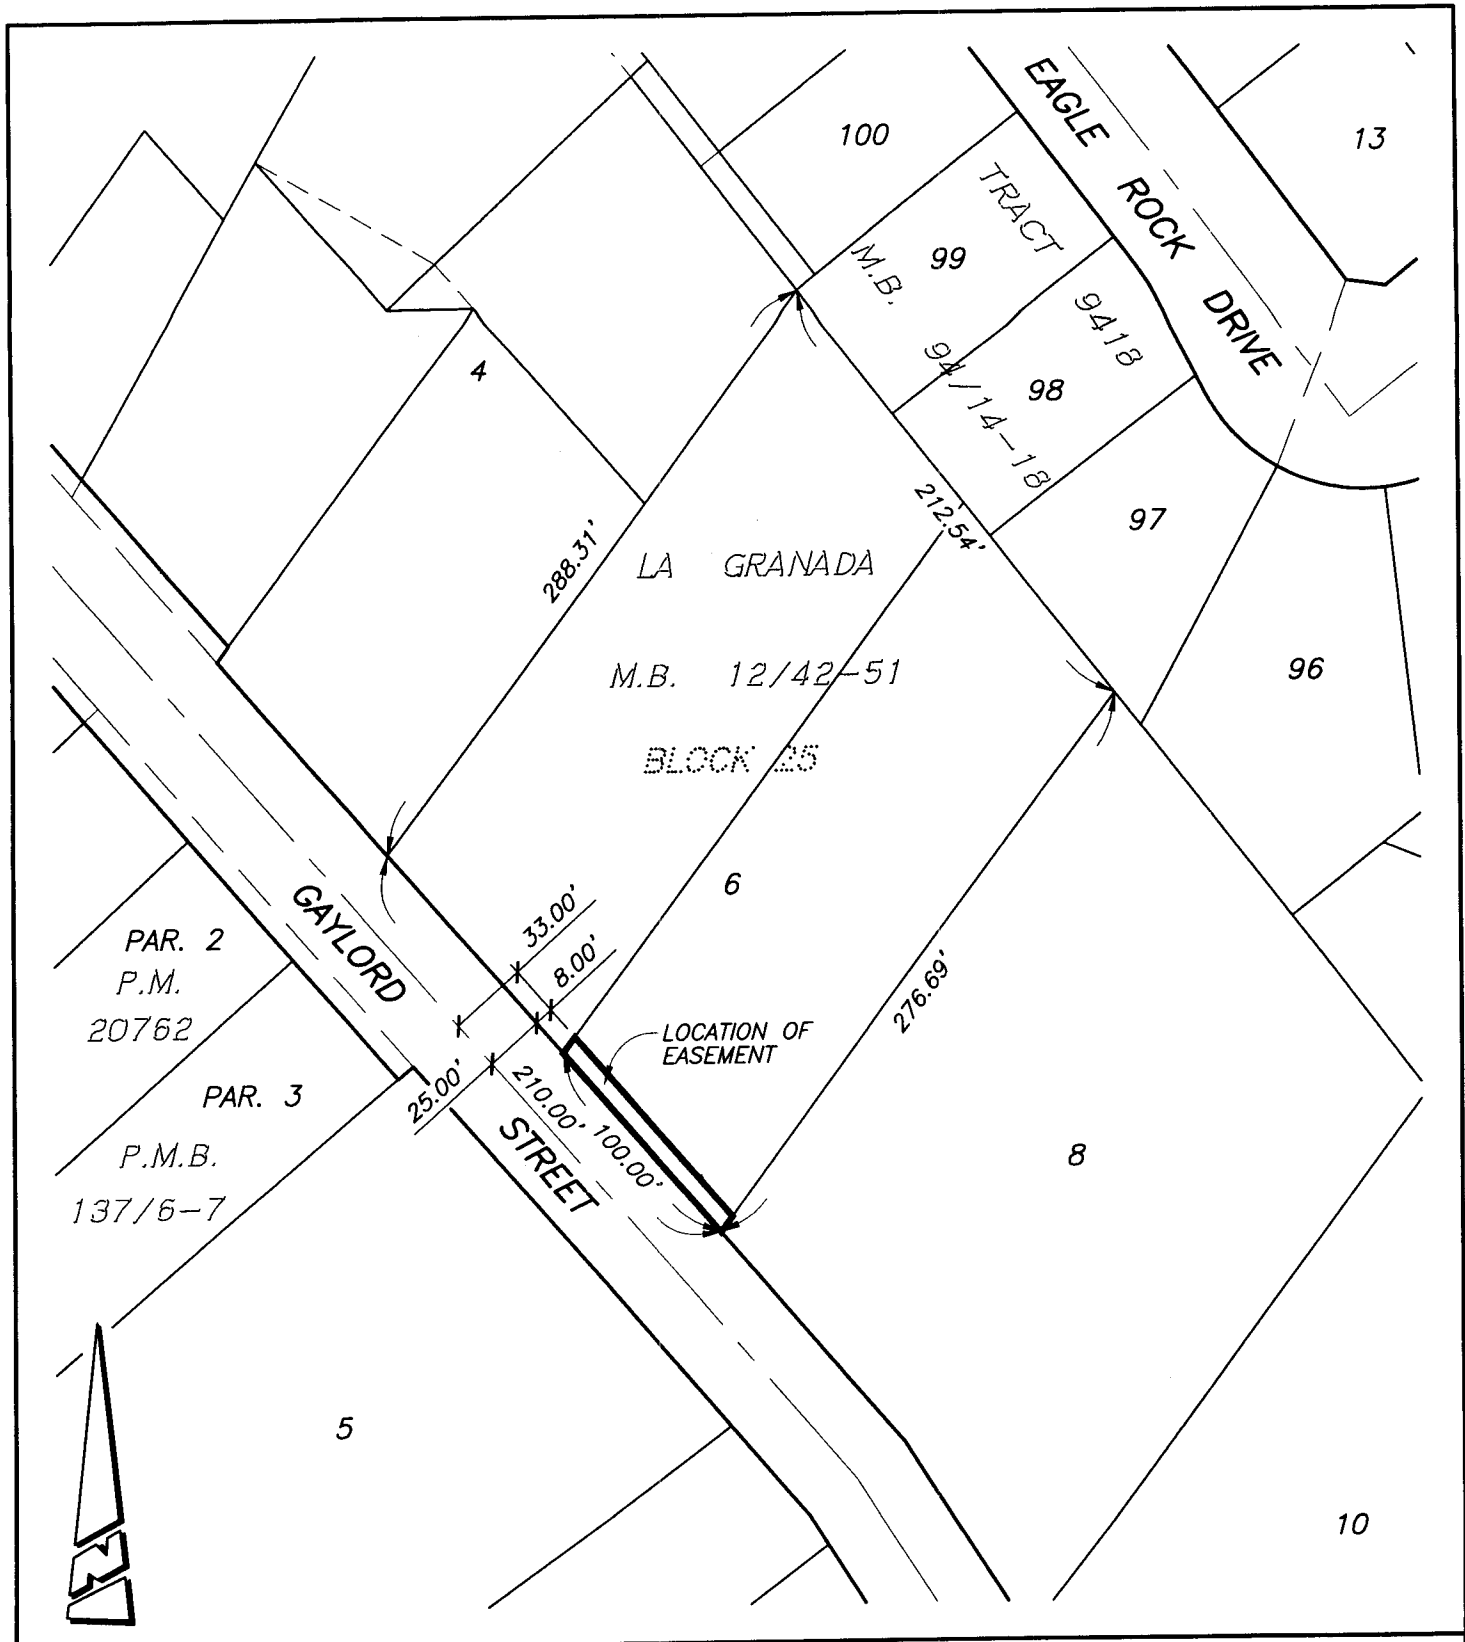 EAGLE ROCK DRIVE
100
13
TRACT
9418
M.B.
94/14-18
99
98
4
97
212.54'
288.31'
LA GRANADA
M.B. 12/42-51
BLOCK 25
96
6
GAYLORD
STREET
PAR. 2
P.M.
20762
33.00'
8.00'
276.69'
LOCATION OF
EASEMENT
25.00'
210.00'
100.00'
PAR. 3
P.M.B.
137/6-7
8
5
10
N